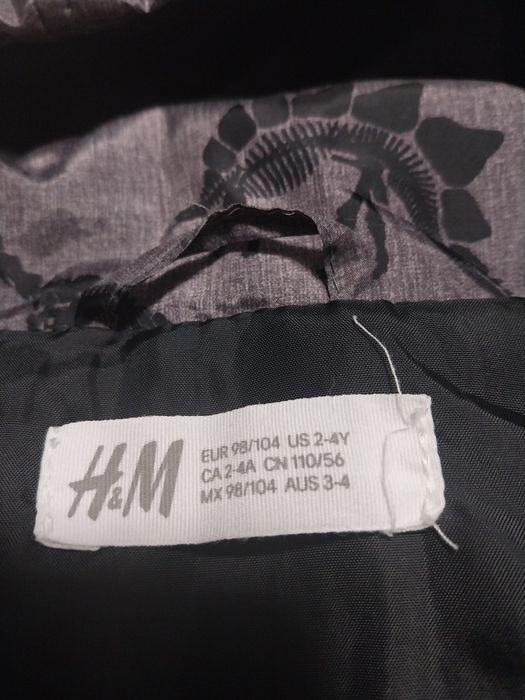 H&M
EUR 98/104 US 2-4Y
CA 2-4A CN 110/56
MX 98/104 AUS 3-4